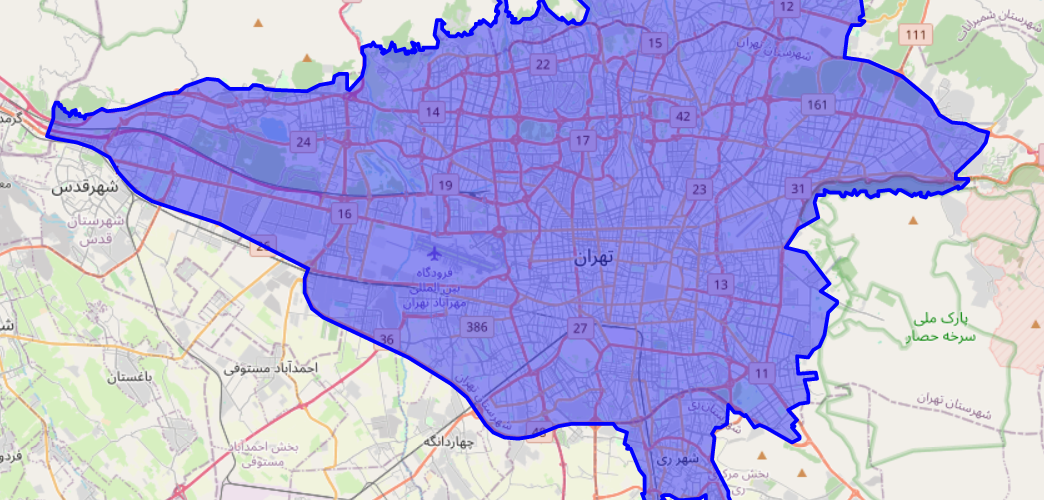 12
شهرستان شمیرانات
111
15
شهرستان تهران
22
161
14
42
گرمد
24
17
شهرقدس
19
23
31
16
شهرستان
قدس
26
تهران
فرودگاه
بین‌المللی
مهرآباد تهران
13
پارک ملی
سرخه حصار
386
27
36
احمدآباد مستوفی
باغستان
11
شهرستان تهران
شهرستان تهران
چهاردانگه
بخش احمدآباد
مستوفی
شهر ری
فردو